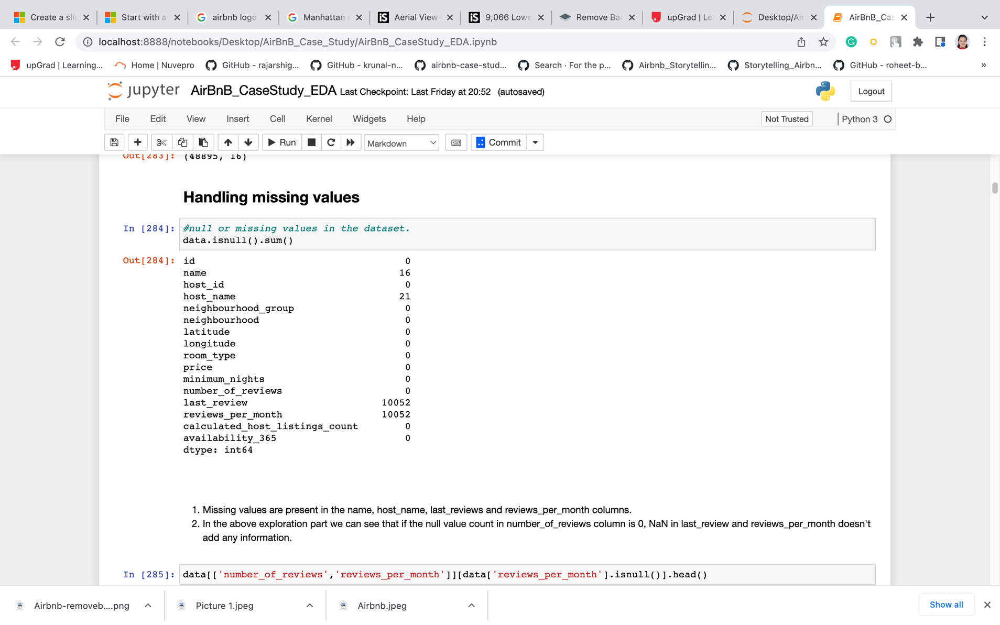 Create a slic
Start with a
airbnb logo
Manhattan a
Aerial View
9,066 Lowe
Remove Bac
upGrad | Lea
Desktop/Air
AirBnB_Cas
localhost:8888/notebooks/Desktop/AirBnB_Case_Study/AirBnB_CaseStudy_EDA.ipynb
upGrad | Learning...
Home | Nuvepro
GitHub - rajarshig...
GitHub - krunal-n...
airbnb-case-stud...
Search · For the p...
Airbnb_Storytellin...
Storytelling_Airbn...
GitHub - roheet-b...
»
jupyter AirBnB_CaseStudy_EDA Last Checkpoint: Last Friday at 20:52 (autosaved)
Logout
File Edit View Insert Cell Kernel Widgets Help
Not Trusted
Python 3
Run
Markdown
Commit
Out[283]: (48895, 16)
Handling missing values
In [284]: #null or missing values in the dataset.
data.isnull().sum()
Out[284]: id 0
name 16
host_id 0
host_name 21
neighbourhood_group 0
neighbourhood 0
latitude 0
longitude 0
room_type 0
price 0
minimum_nights 0
number_of_reviews 0
last_review 10052
reviews_per_month 10052
calculated_host_listings_count 0
availability_365 0
dtype: int64
1. Missing values are present in the name, host_name, last_reviews and reviews_per_month columns.
2. In the above exploration part we can see that if the null value count in number_of_reviews column is 0, NaN in last_review and reviews_per_month doesn't
add any information.
In [285]: data[['number_of_reviews','reviews_per_month']][data['reviews_per_month'].isnull()].head()
Airbnb-removeb....png
Picture 1.jpeg
Airbnb.jpeg
Show all